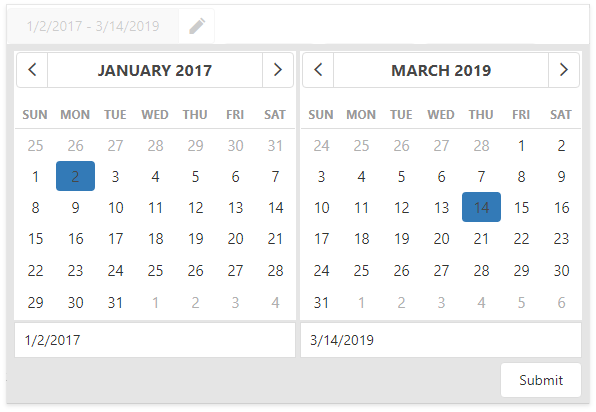 1/2/2017 - 3/14/2019
JANUARY 2017
SUN MON TUE WED THU FRI SAT
25 26 27 28 29 30 31
1 2 3 4 5 6 7
8 9 10 11 12 13 14
15 16 17 18 19 20 21
22 23 24 25 26 27 28
29 30 31 1 2 3 4
1/2/2017
MARCH 2019
SUN MON TUE WED THU FRI SAT
24 25 26 27 28 1 2
3 4 5 6 7 8 9
10 11 12 13 14 15 16
17 18 19 20 21 22 23
24 25 26 27 28 29 30
31 1 2 3 4 5 6
3/14/2019
Submit